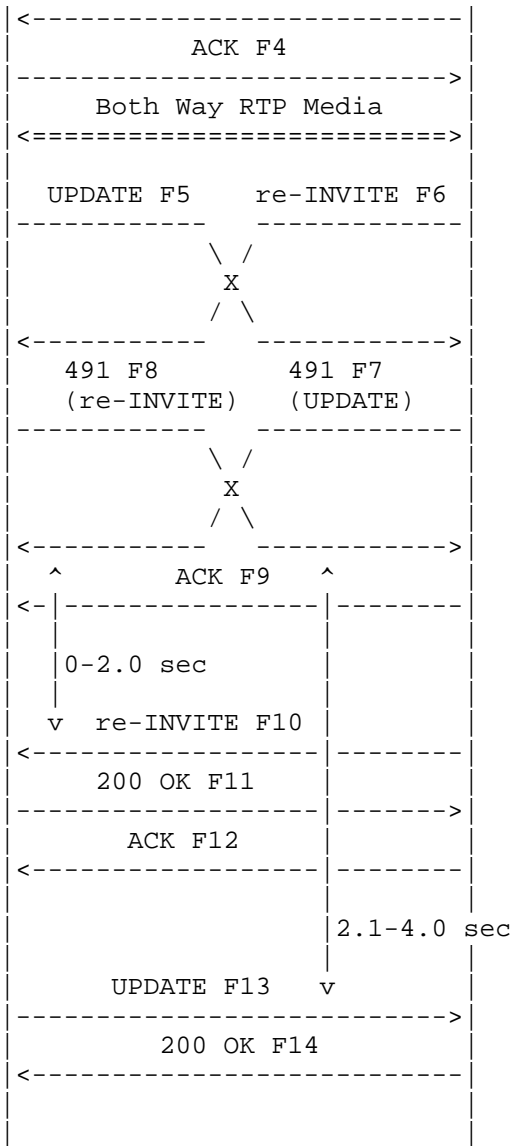 ACK F4
Both Way RTP Media
UPDATE F5 re-INVITE F6
X
491 F8 491 F7
(re-INVITE) (UPDATE)
X
ACK F9
0-2.0 sec
v re-INVITE F10
200 OK F11
ACK F12
2.1-4.0 sec
UPDATE F13 v
200 OK F14